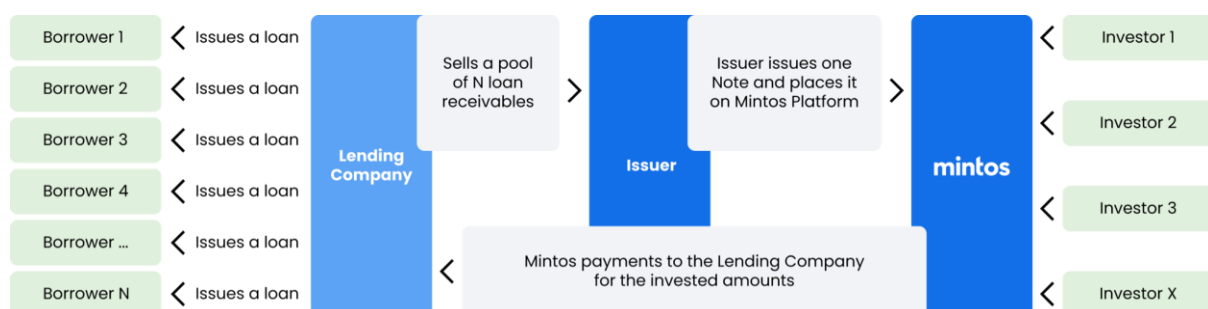 Borrower 1
Issues a loan
Borrower 2
Issues a loan
Borrower 3
Issues a loan
Borrower 4
Issues a loan
Borrower ...
Issues a loan
Borrower N
Issues a loan
Lending
Company
Sells a pool
of N loan
receivables
Issuer
Issuer issues one
Note and places it
on Mintos Platform
mintos
Mintos payments to the Lending Company
for the invested amounts
Investor 1
Investor 2
Investor 3
Investor X